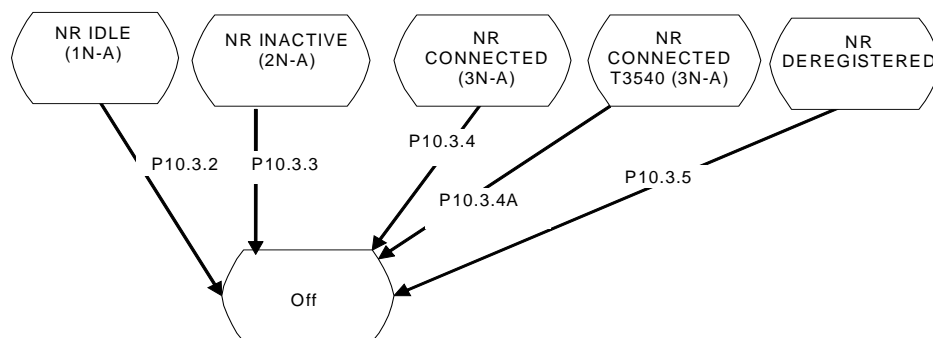 NR IDLE
(1N-A)
NR INACTIVE
(2N-A)
NR
CONNECTED
(3N-A)
NR
CONNECTED
T3540 (3N-A)
NR
DEREGISTERED
P10.3.2
P10.3.3
P10.3.4
P10.3.4A
P10.3.5
Off